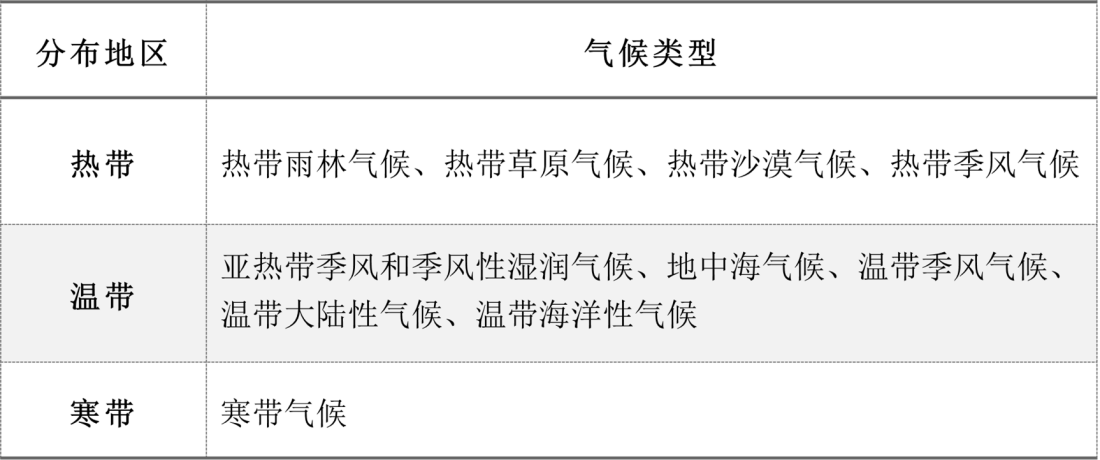 分布地区 气候类型
热带 热带雨林气候、热带草原气候、热带沙漠气候、热带季风气候
温带 亚热带季风和季风性湿润气候、地中海气候、温带季风气候、
温带大陆性气候、温带海洋性气候
寒带 寒带气候